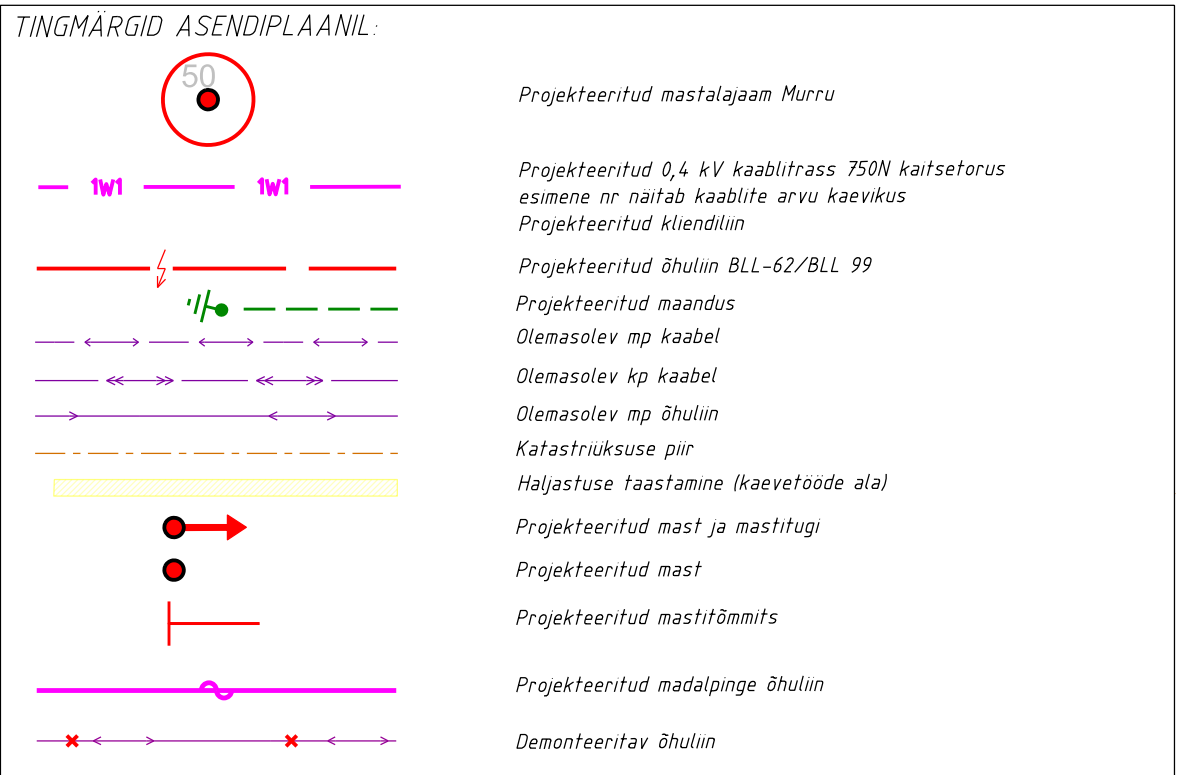 TINGMÄRGID ASENDIPLAANIL:
50
Projekteeritud mastalajaam Murru
1W1 1W1
Projekteeritud 0,4 kV kaablitrass 750N kaitsetorus
esimene nr näitab kaablite arvu kaevikus
Projekteeritud kliendiliin
Projekteeritud õhuliin BLL-62/BLL 99
Projekteeritud maandus
Olemasolev mp kaabel
Olemasolev kp kaabel
Olemasolev mp õhuliin
Katastriüksuse piir
Haljastuse taastamine (kaevetööde ala)
Projekteeritud mast ja mastitugi
Projekteeritud mast
Projekteeritud mastitõmmits
Projekteeritud madalpinge õhuliin
Demonteeritav õhuliin